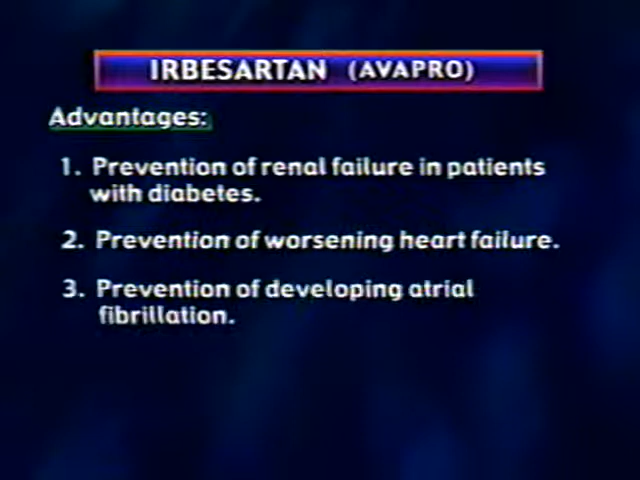 IRBESARTAN (AVAPRO)
Advantages:
1. Prevention of renal failure in patients
with diabetes.
2. Prevention of worsening heart failure.
3. Prevention of developing atrial
fibrillation.